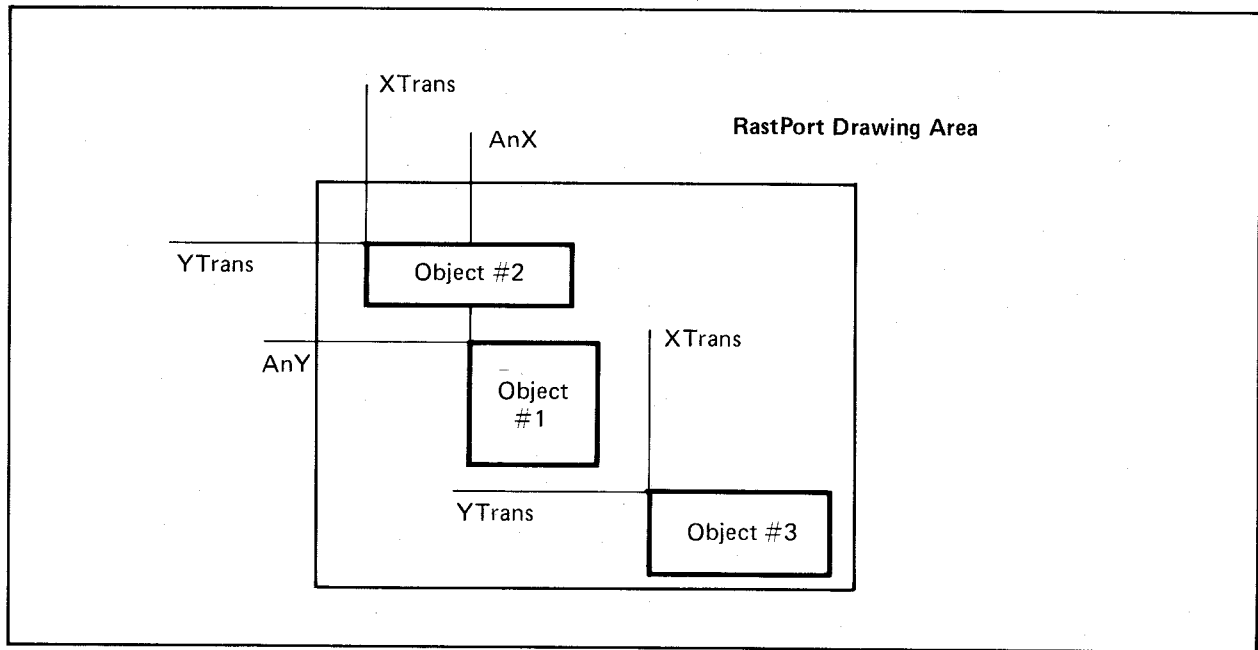 XTrans
RastPort Drawing Area
AnX
YTrans
Object #2
AnY
XTrans
Object
#1
YTrans
Object #3